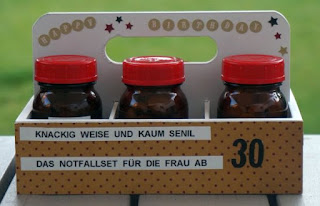 HAPPY BIRTHDAY
KNACKIG WEISE UND KAUM SENIL
DAS NOTFALLSET FÜR DIE FRAU AB 30